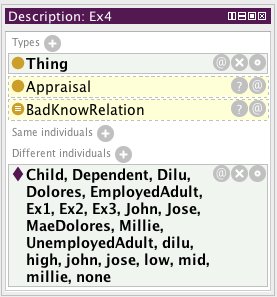 Description: Ex4
Types
Thing
Appraisal
BadKnowRelation
Same individuals
Different individuals
Child, Dependent, Dilu,
Dolores, EmployedAdult,
Ex1, Ex2, Ex3, John, Jose,
MaeDolores, Millie,
UnemployedAdult, dilu,
high, john, jose, low, mid,
millie, none